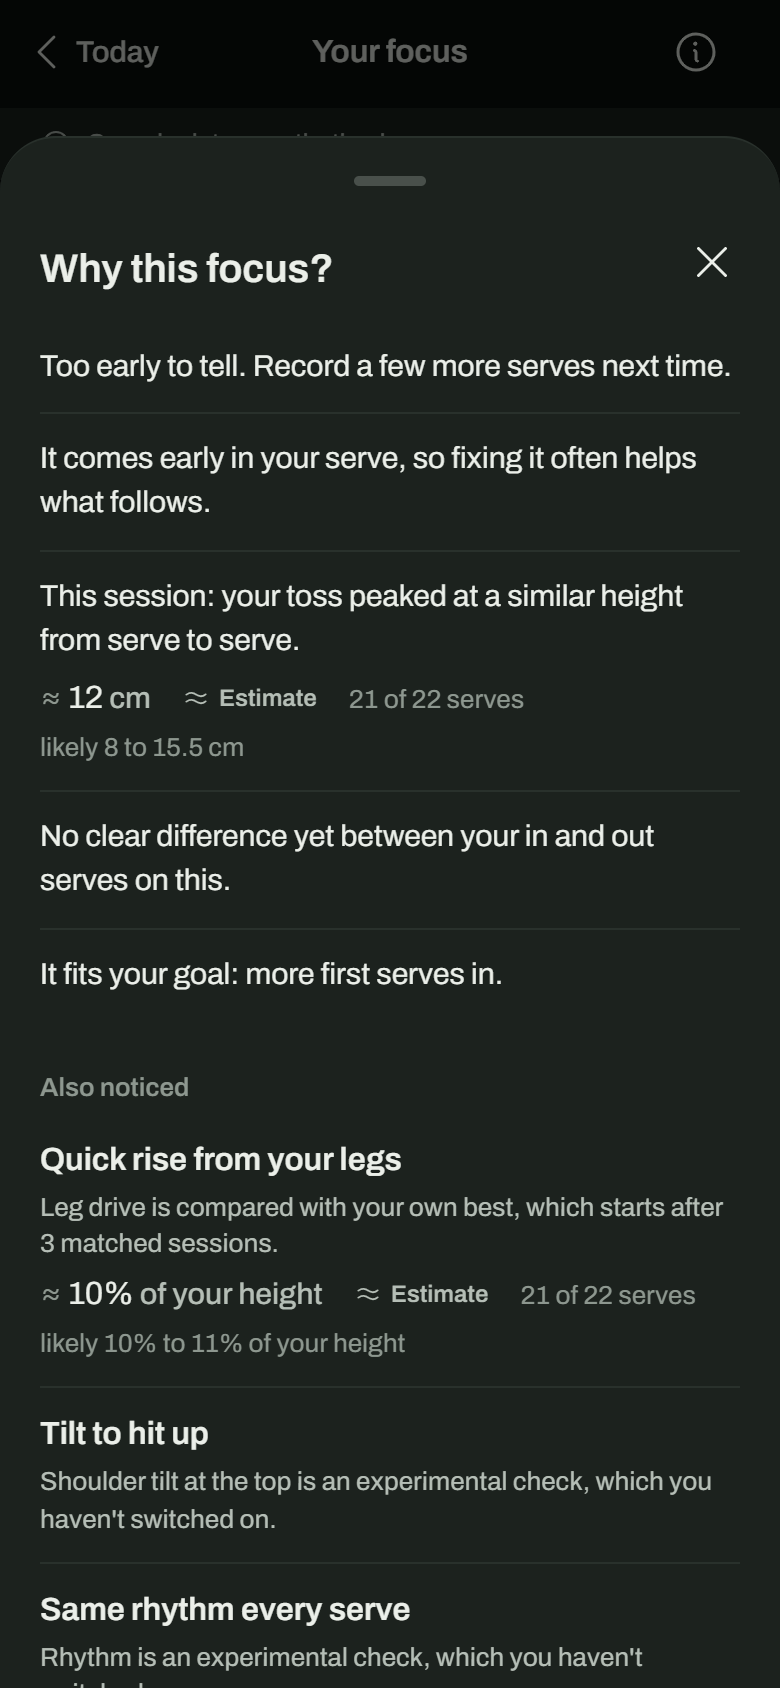 Today
Your focus
Why this focus?
Too early to tell. Record a few more serves next time.
It comes early in your serve, so fixing it often helps
what follows.
This session: your toss peaked at a similar height
from serve to serve.
≈ 12 cm ≈ Estimate 21 of 22 serves
likely 8 to 15.5 cm
No clear difference yet between your in and out
serves on this.
It fits your goal: more first serves in.
Also noticed
Quick rise from your legs
Leg drive is compared with your own best, which starts after
3 matched sessions.
≈ 10% of your height ≈ Estimate 21 of 22 serves
likely 10% to 11% of your height
Tilt to hit up
Shoulder tilt at the top is an experimental check, which you
haven't switched on.
Same rhythm every serve
Rhythm is an experimental check, which you haven't